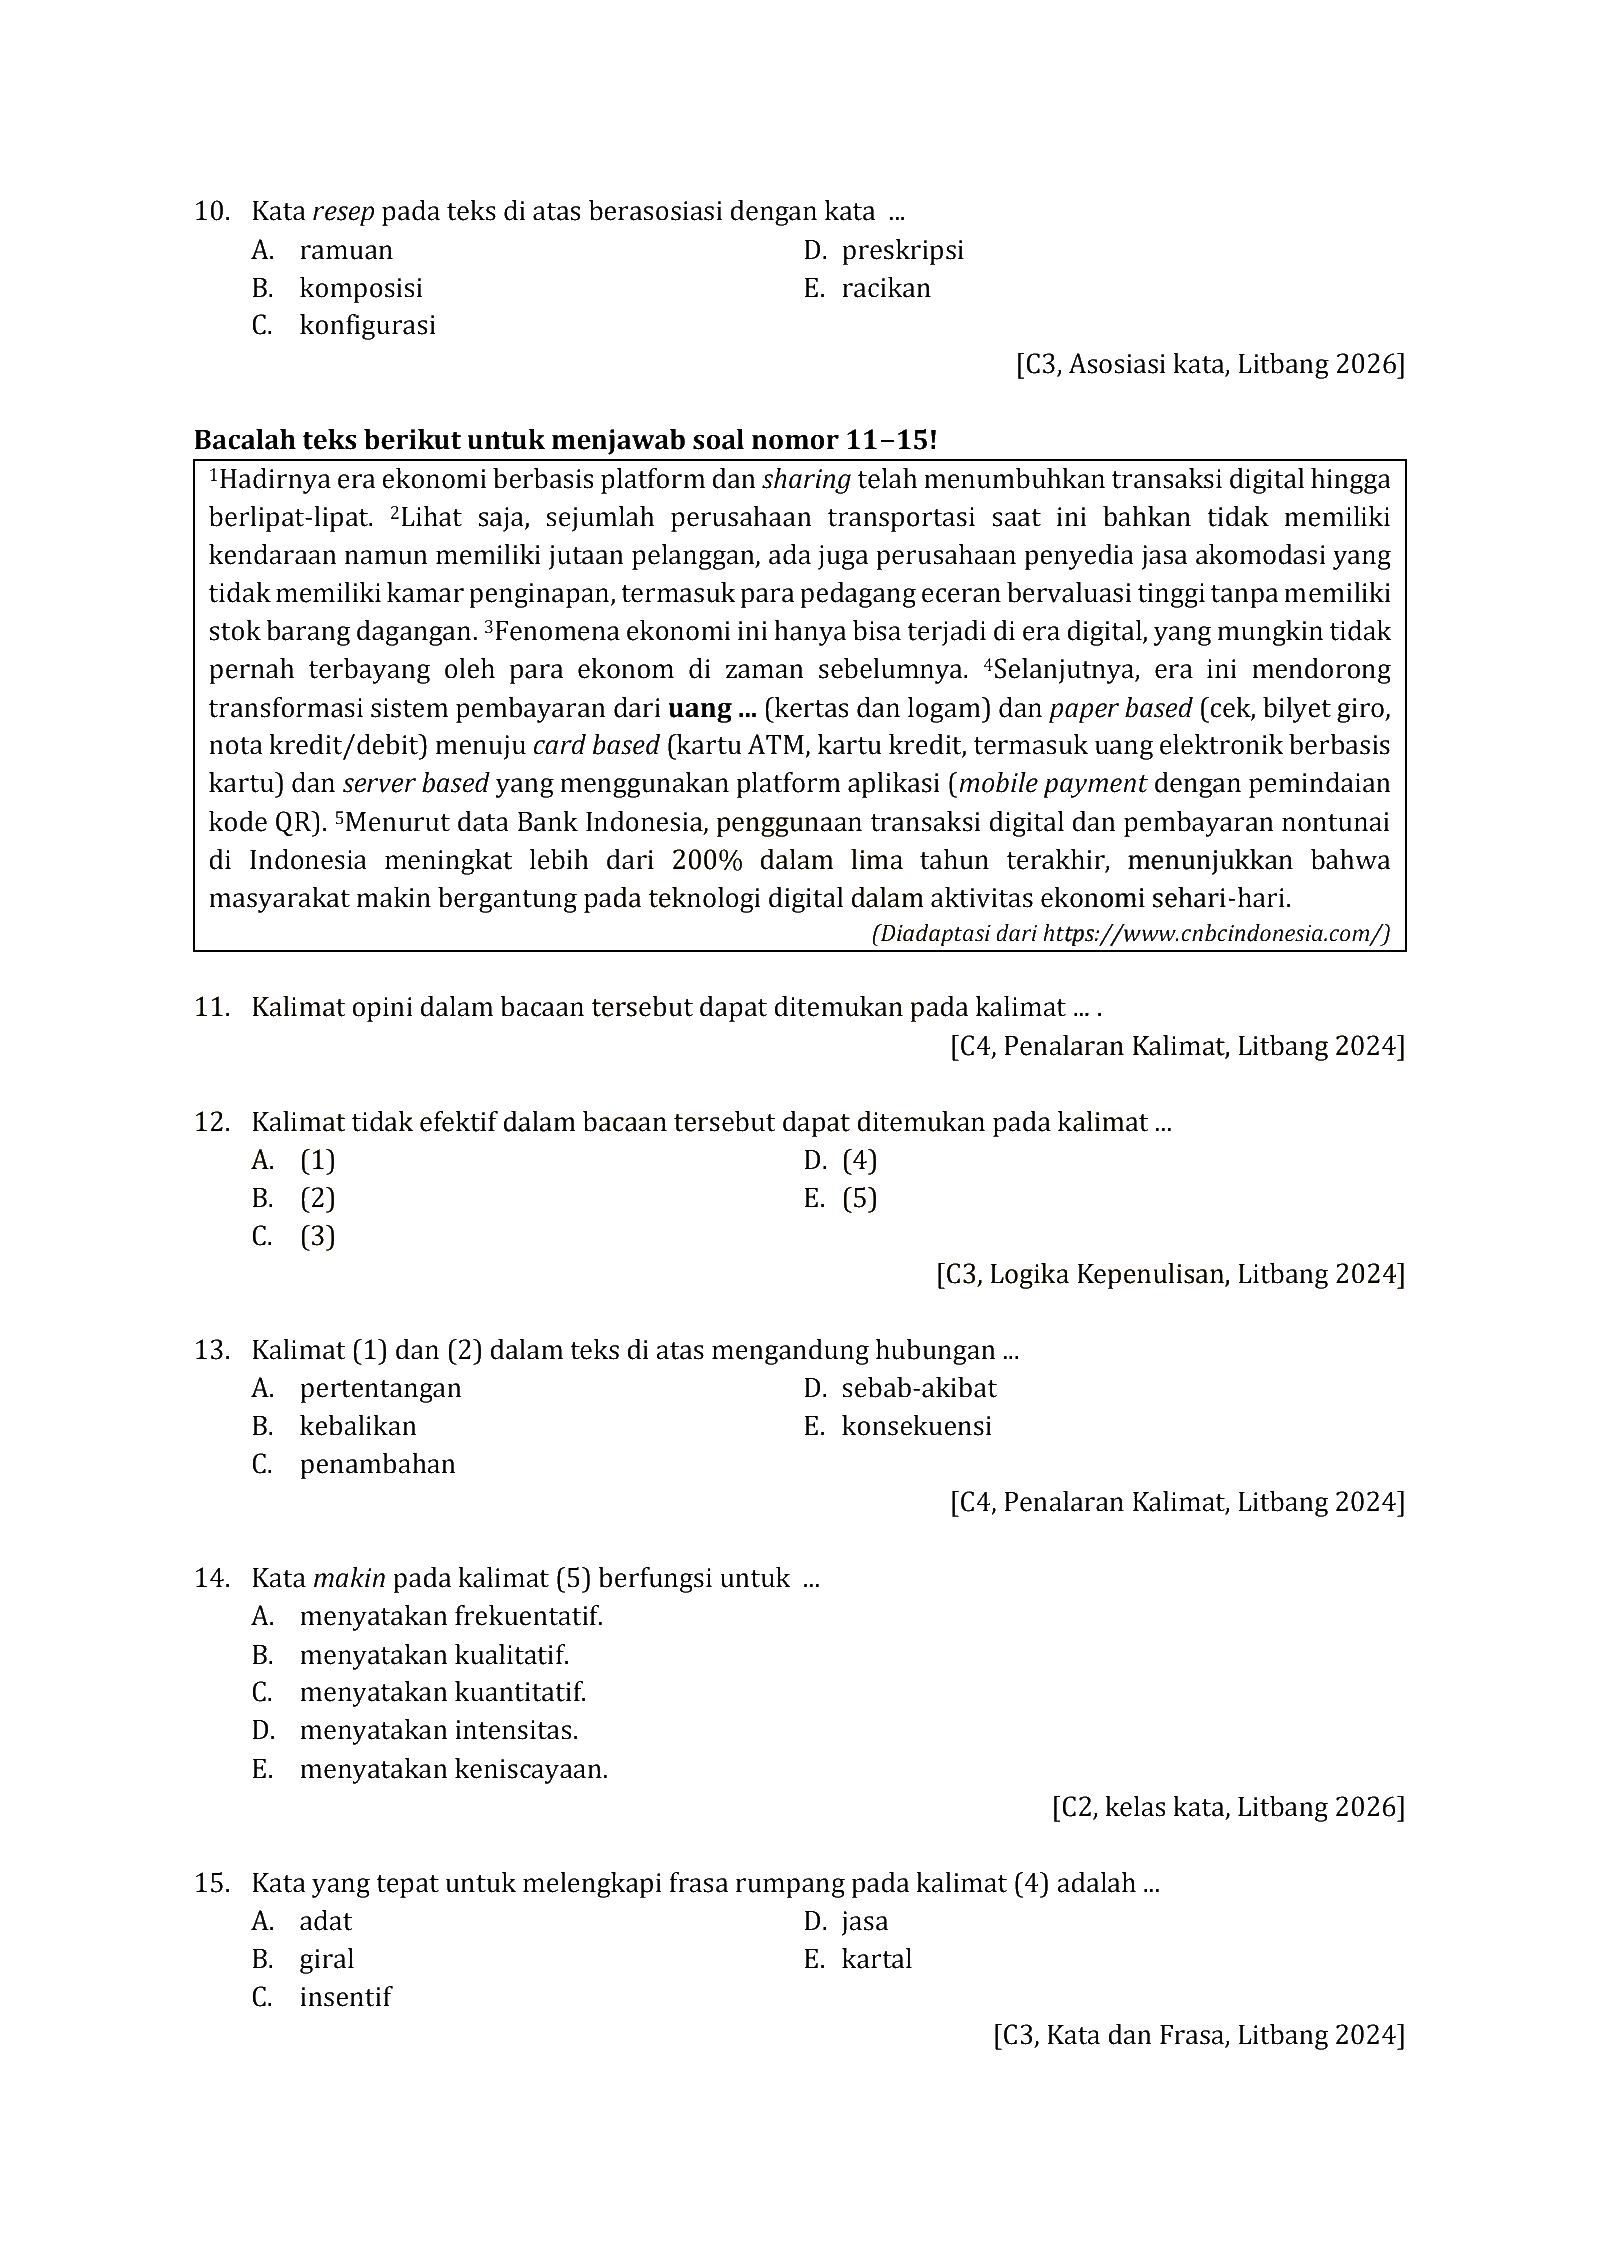 10. Kata resep pada teks di atas berasosiasi dengan kata ...
A. ramuan
B. komposisi
C. konfigurasi
D. preskripsi
E. racikan
[C3, Asosiasi kata, Litbang 2026]
Bacalah teks berikut untuk menjawab soal nomor 11–15!
¹Hadirnya era ekonomi berbasis platform dan sharing telah menumbuhkan transaksi digital hingga
berlipat-lipat. ²Lihat saja, sejumlah perusahaan transportasi saat ini bahkan tidak memiliki
kendaraan namun memiliki jutaan pelanggan, ada juga perusahaan penyedia jasa akomodasi yang
tidak memiliki kamar penginapan, termasuk para pedagang eceran bervaluasi tinggi tanpa memiliki
stok barang dagangan. ³Fenomena ekonomi ini hanya bisa terjadi di era digital, yang mungkin tidak
pernah terbayang oleh para ekonom di zaman sebelumnya. ⁴Selanjutnya, era ini mendorong
transformasi sistem pembayaran dari uang ... (kertas dan logam) dan paper based (cek, bilyet giro,
nota kredit/debit) menuju card based (kartu ATM, kartu kredit, termasuk uang elektronik berbasis
kartu) dan server based yang menggunakan platform aplikasi (mobile payment dengan pemindaian
kode QR). ⁵Menurut data Bank Indonesia, penggunaan transaksi digital dan pembayaran nontunai
di Indonesia meningkat lebih dari 200% dalam lima tahun terakhir, menunjukkan bahwa
masyarakat makin bergantung pada teknologi digital dalam aktivitas ekonomi sehari-hari.
(Diadaptasi dari https://www.cnbcindonesia.com/)
11. Kalimat opini dalam bacaan tersebut dapat ditemukan pada kalimat ... .
[C4, Penalaran Kalimat, Litbang 2024]
12. Kalimat tidak efektif dalam bacaan tersebut dapat ditemukan pada kalimat ...
A. (1)
B. (2)
C. (3)
D. (4)
E. (5)
[C3, Logika Kepenulisan, Litbang 2024]
13. Kalimat (1) dan (2) dalam teks di atas mengandung hubungan ...
A. pertentangan
B. kebalikan
C. penambahan
D. sebab-akibat
E. konsekuensi
[C4, Penalaran Kalimat, Litbang 2024]
14. Kata makin pada kalimat (5) berfungsi untuk ...
A. menyatakan frekuentatif.
B. menyatakan kualitatif.
C. menyatakan kuantitatif.
D. menyatakan intensitas.
E. menyatakan keniscayaan.
[C2, kelas kata, Litbang 2026]
15. Kata yang tepat untuk melengkapi frasa rumpang pada kalimat (4) adalah ...
A. adat
B. giral
C. insentif
D. jasa
E. kartal
[C3, Kata dan Frasa, Litbang 2024]